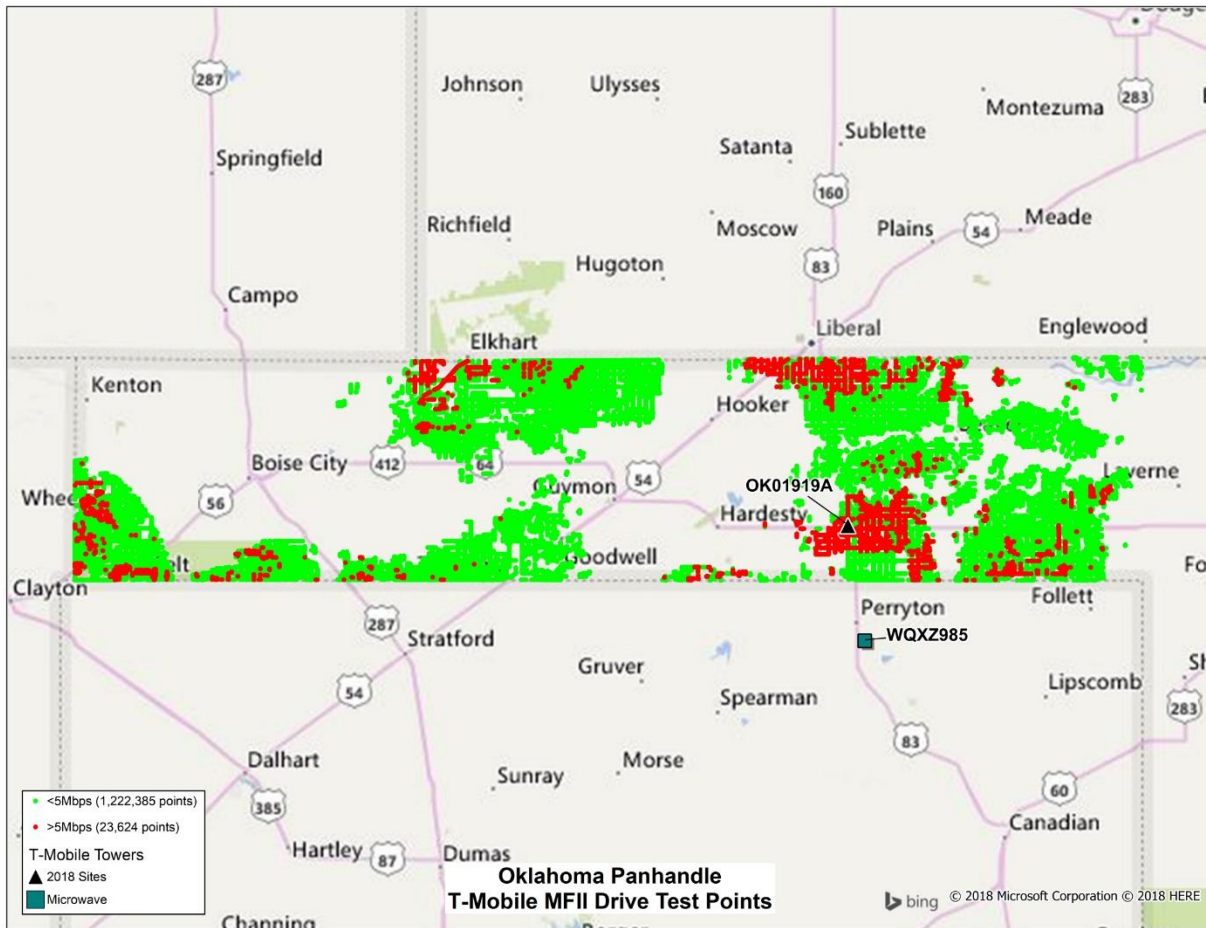 287
Johnson
Ulysses
Montezuma
283
Springfield
Satanta
Sublette
160
Richfield
Moscow
Plains
54
Meade
Hugoton
83
Campo
Liberal
Englewood
Elkhart
Kenton
Hooker
Boise City
412
64
54
Laverne
56
Guymon
OK01919A
Hardesty
Goodwell
Clayton
Perryton
Follett
287
WQXZ985
Stratford
Gruver
Lipscomb
54
Spearman
283
83
Dalhart
Sunray
Morse
60
385
Canadian
Hartley
87
Dumas
Channing
<5Mbps (1,222,385 points)
>5Mbps (23,624 points)
T-Mobile Towers
2018 Sites
Microwave
Oklahoma Panhandle
T-Mobile MFII Drive Test Points
bing © 2018 Microsoft Corporation © 2018 HERE